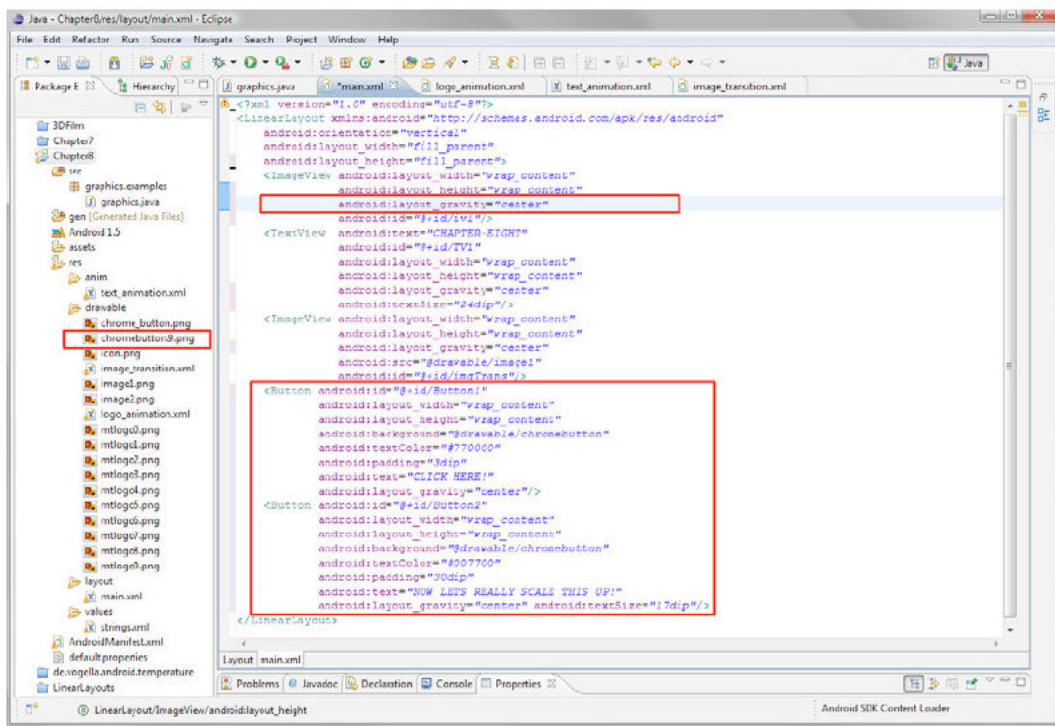 Java - Chapter8/res/layout/main.xml - Eclipse
File Edit Refactor Run Source Navigate Search Project Window Help
Java
Package E
Hierarchy
graphics.java
*main.xml
logo_animation.xml
text_animation.xml
image_transition.xml
3DFilm
Chapter7
Chapter8
src
graphics.examples
graphics.java
gen [Generated Java Files]
Android 1.5
assets
res
anim
text_animation.xml
drawable
chrome_button.png
chromebutton9.png
icon.png
image_transition.xml
image1.png
image2.png
logo_animation.xml
mtlogo0.png
mtlogo1.png
mtlogo2.png
mtlogo3.png
mtlogo4.png
mtlogo5.png
mtlogo6.png
mtlogo7.png
mtlogo8.png
mtlogo9.png
layout
main.xml
values
strings.xml
AndroidManifest.xml
default.properties
de.vogella.android.temperature
LinearLayouts
<?xml version="1.0" encoding="utf-8"?>
<LinearLayout xmlns:android="http://schemas.android.com/apk/res/android"
android:orientation="vertical"
android:layout_width="fill_parent"
android:layout_height="fill_parent">
<ImageView android:layout_width="wrap_content"
android:layout_height="wrap_content"
android:layout_gravity="center"
android:id="@+id/iv1"/>
<TextView android:text="CHAPTER-EIGHT"
android:id="@+id/TV1"
android:layout_width="wrap_content"
android:layout_height="wrap_content"
android:layout_gravity="center"
android:textSize="24dip"/>
<ImageView android:layout_width="wrap_content"
android:layout_height="wrap_content"
android:layout_gravity="center"
android:src="@drawable/image1"
android:id="@+id/imgTrans"/>
<Button android:id="@+id/Button1"
android:layout_width="wrap_content"
android:layout_height="wrap_content"
android:background="@drawable/chromebutton"
android:textColor="#770000"
android:padding="3dip"
android:text="CLICK HERE!"
android:layout_gravity="center"/>
<Button android:id="@+id/Button2"
android:layout_width="wrap_content"
android:layout_height="wrap_content"
android:background="@drawable/chromebutton"
android:textColor="#007700"
android:padding="30dip"
android:text="NOW LETS REALLY SCALE THIS UP!"
android:layout_gravity="center" android:textSize="17dip"/>
</LinearLayout>
Layout main.xml
Problems Javadoc Declaration Console Properties
LinearLayout/ImageView/android:layout_height
Android SDK Content Loader